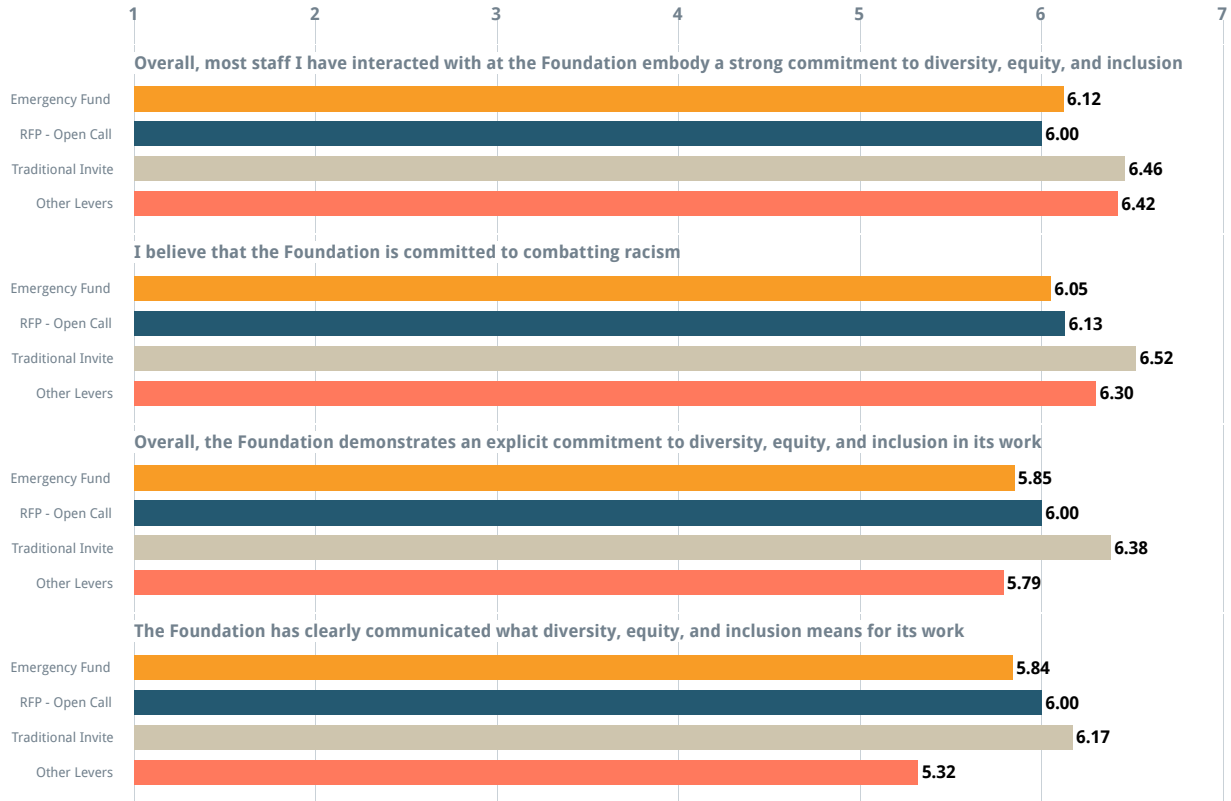 1 2 3 4 5 6 7
Overall, most staff I have interacted with at the Foundation embody a strong commitment to diversity, equity, and inclusion
Emergency Fund 6.12
RFP - Open Call 6.00
Traditional Invite 6.46
Other Levers 6.42
I believe that the Foundation is committed to combatting racism
Emergency Fund 6.05
RFP - Open Call 6.13
Traditional Invite 6.52
Other Levers 6.30
Overall, the Foundation demonstrates an explicit commitment to diversity, equity, and inclusion in its work
Emergency Fund 5.85
RFP - Open Call 6.00
Traditional Invite 6.38
Other Levers 5.79
The Foundation has clearly communicated what diversity, equity, and inclusion means for its work
Emergency Fund 5.84
RFP - Open Call 6.00
Traditional Invite 6.17
Other Levers 5.32